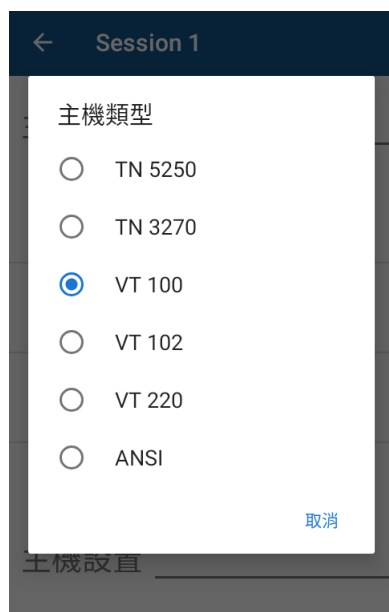 Session 1
主機類型
TN 5250
TN 3270
VT 100
VT 102
VT 220
ANSI
取消
主機設置